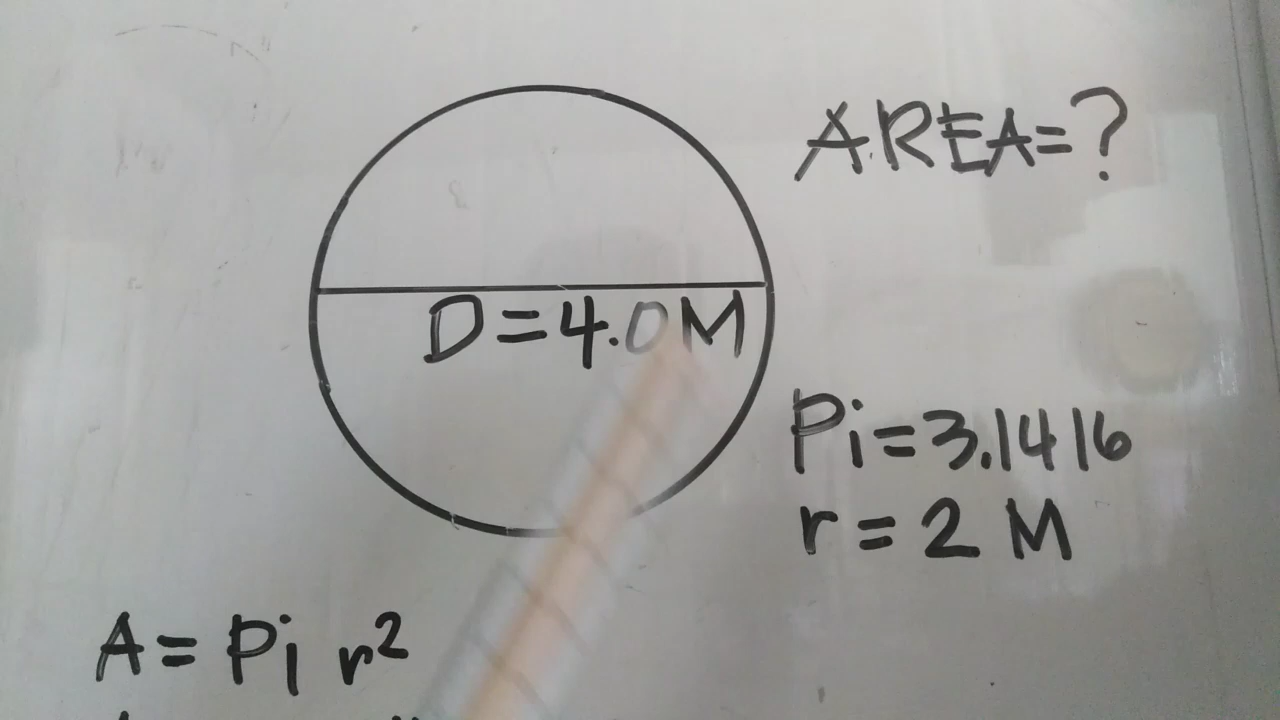 AREA=?
D=4.0M
Pi=3.1416
r=2 M
A=Pi r²